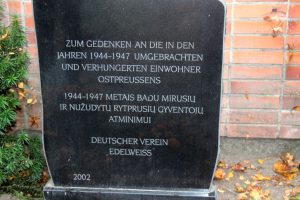 ZUM GEDENKEN AN DIE IN DEN
JAHREN 1944-1947 UMGEBRACHTEN
UND VERHUNGERTEN EINWOHNER
OSTPREUSSENS
1944-1947 METAIS BADU MIRUSIŲ
IR NUŽUDYTŲ RYTPRUSIŲ GYVENTOJŲ
ATMINIMUI
DEUTSCHER VEREIN
EDELWEISS
2002